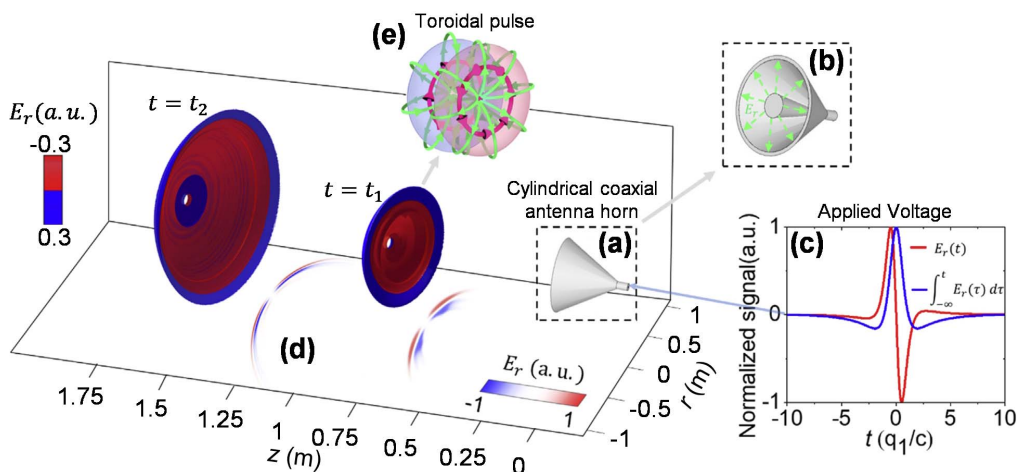 (e)
Toroidal pulse
(b)
E_r
E_r(a.u.)
-0.3
0.3
t = t_2
t = t_1
Cylindrical coaxial
antenna horn
(a)
Applied Voltage
(c)
Normalized signal(a.u.)
1
0
-1
E_r(t)
∫_{-∞}^{t} E_r(τ) dτ
-10
-5
0
5
10
t (q_1/c)
(d)
E_r (a.u.)
-1
1
1
0.5
0
-0.5
-1
r (m)
1.75
1.5
1.25
1
0.75
0.5
0.25
0
z (m)